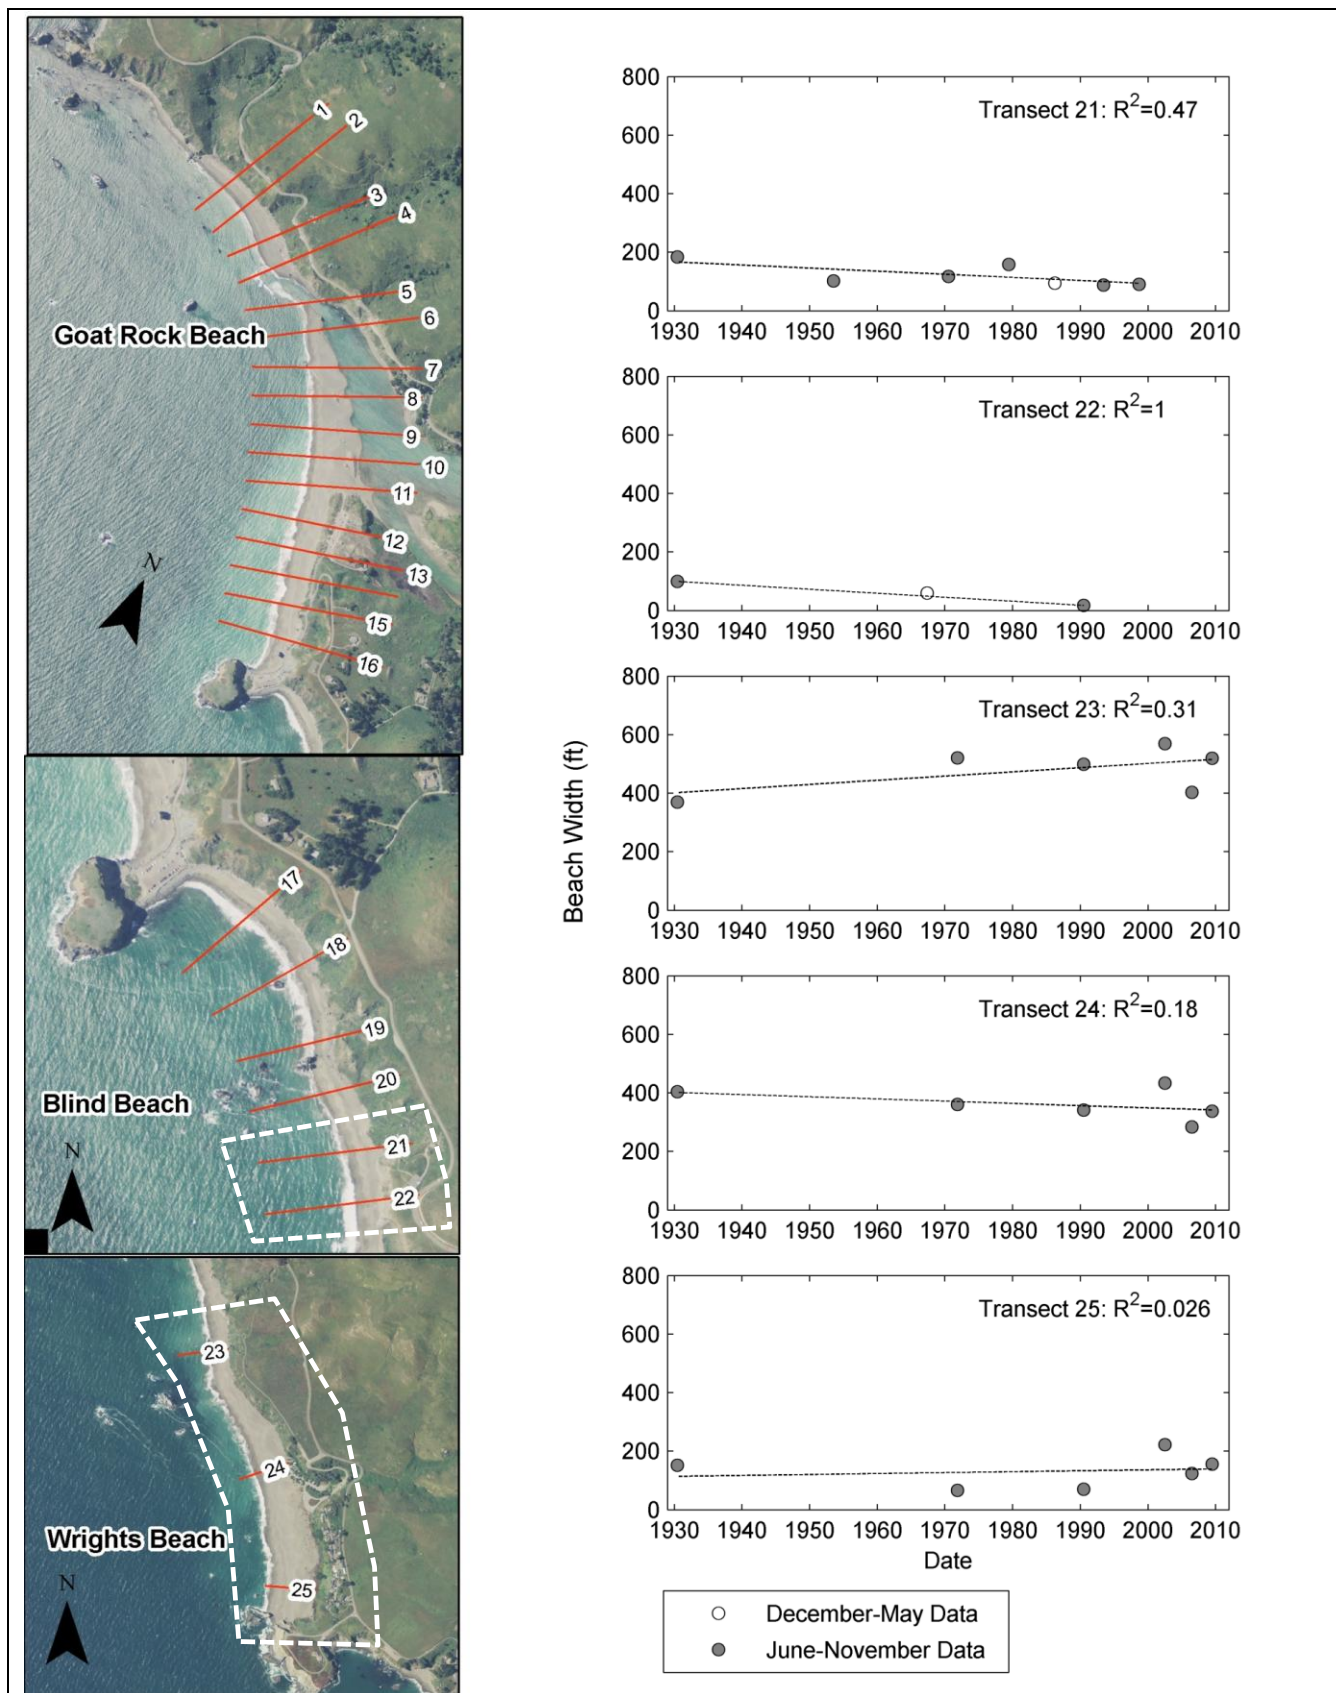 1
2
3
4
5
6
Goat Rock Beach
7
8
9
10
11
12
13
15
16
N
17
18
19
20
Blind Beach
21
22
N
23
24
Wrights Beach
25
N
Beach Width (ft)
Transect 21: R²=0.47
800
600
400
200
0
1930 1940 1950 1960 1970 1980 1990 2000 2010
Transect 22: R²=1
800
600
400
200
0
1930 1940 1950 1960 1970 1980 1990 2000 2010
Transect 23: R²=0.31
800
600
400
200
0
1930 1940 1950 1960 1970 1980 1990 2000 2010
Transect 24: R²=0.18
800
600
400
200
0
1930 1940 1950 1960 1970 1980 1990 2000 2010
Transect 25: R²=0.026
800
600
400
200
0
1930 1940 1950 1960 1970 1980 1990 2000 2010
Date
December-May Data
June-November Data